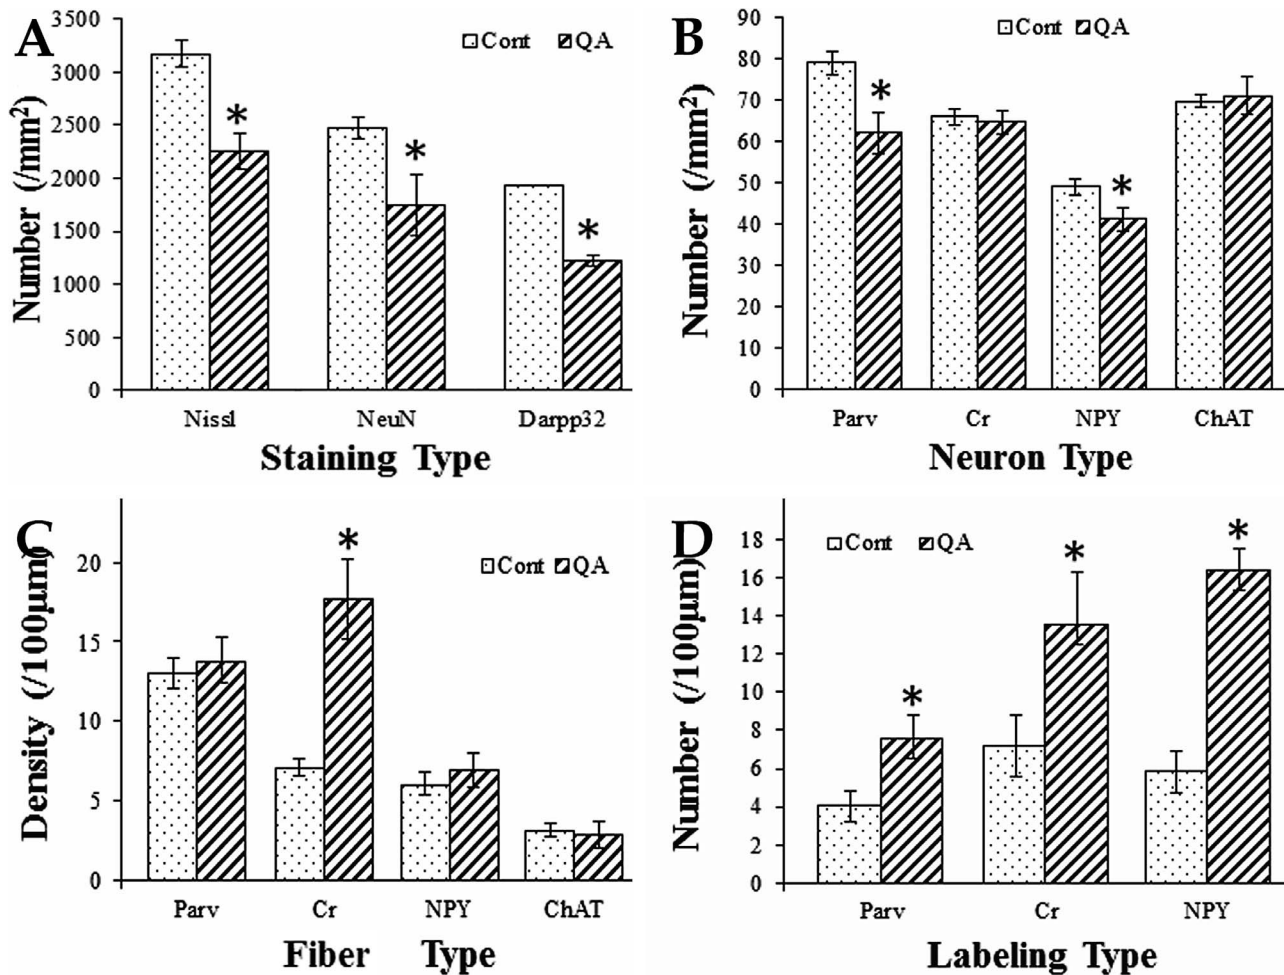 A
Cont QA
Number (/mm²)
3500
3000
2500
2000
1500
1000
500
0
*
*
*
Nissl NeuN Darpp32
Staining Type
B
Cont QA
Number (/mm²)
90
80
70
60
50
40
30
20
10
0
*
*
Parv Cr NPY ChAT
Neuron Type
C
Cont QA
Density (/100μm)
20
15
10
5
0
*
Parv Cr NPY ChAT
Fiber Type
D
Cont QA
Number (/100μm)
18
16
14
12
10
8
6
4
2
0
*
*
*
Parv Cr NPY
Labeling Type